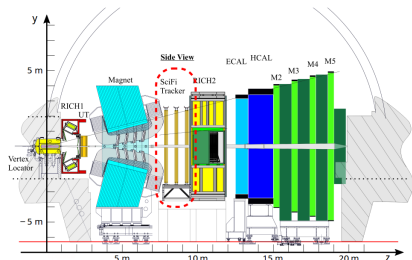 y
Side View
ECAL HCAL
M2 M3 M4 M5
SciFi
Tracker
RICH2
Magnet
RICH1
UT
Vertex
Locator
5 m
− 5 m
5 m
10 m
15 m
20 m
z